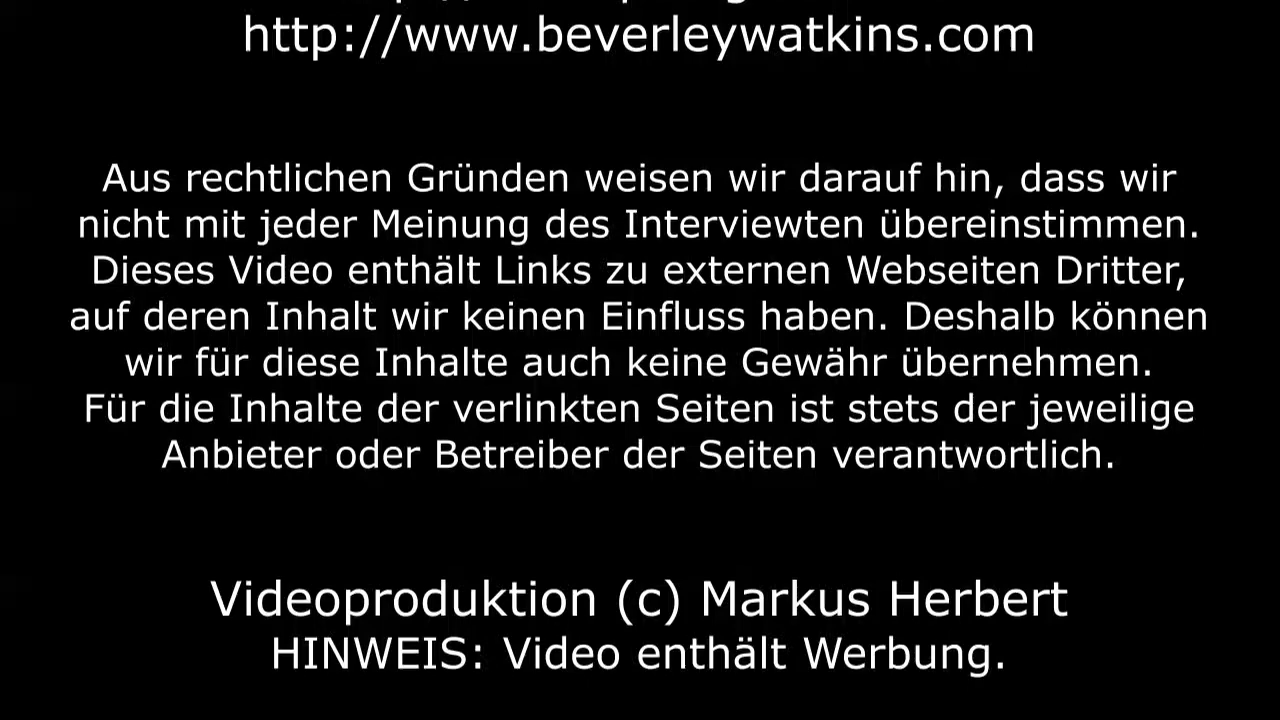 http://www.beverleywatkins.com
Aus rechtlichen Gründen weisen wir darauf hin, dass wir
nicht mit jeder Meinung des Interviewten übereinstimmen.
Dieses Video enthält Links zu externen Webseiten Dritter,
auf deren Inhalt wir keinen Einfluss haben. Deshalb können
wir für diese Inhalte auch keine Gewähr übernehmen.
Für die Inhalte der verlinkten Seiten ist stets der jeweilige
Anbieter oder Betreiber der Seiten verantwortlich.
Videoproduktion (c) Markus Herbert
HINWEIS: Video enthält Werbung.